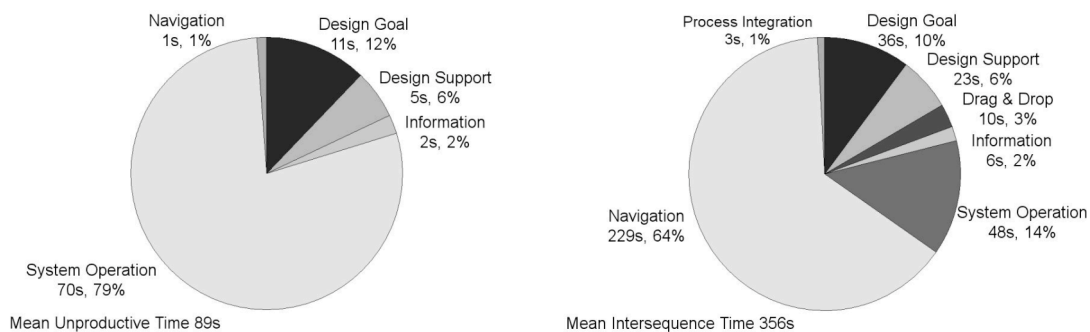 Navigation
1s, 1%
Design Goal
11s, 12%
Design Support
5s, 6%
Information
2s, 2%
System Operation
70s, 79%
Mean Unproductive Time 89s
Process Integration
3s, 1%
Design Goal
36s, 10%
Design Support
23s, 6%
Drag & Drop
10s, 3%
Information
6s, 2%
System Operation
48s, 14%
Navigation
229s, 64%
Mean Intersequence Time 356s